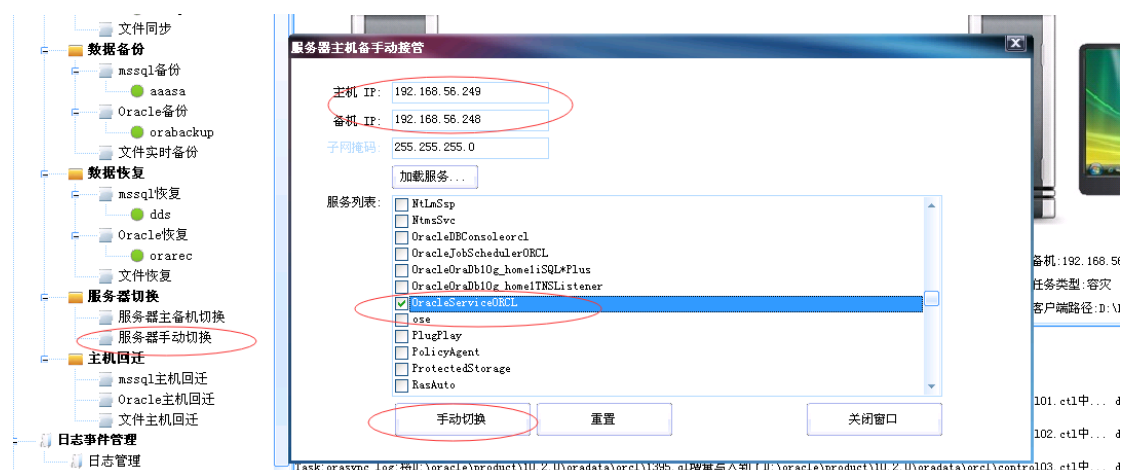 文件同步
数据备份
mssql备份
aaasa
Oracle备份
orabackup
文件实时备份
数据恢复
mssql恢复
dds
Oracle恢复
orarec
文件恢复
服务器切换
服务器主备机切换
服务器手动切换
主机回迁
mssql主机回迁
Oracle主机回迁
文件主机回迁
日志事件管理
日志管理
服务器主机备手动接管
主机 IP: 192.168.56.249
备机 IP: 192.168.56.248
子网掩码: 255.255.255.0
加载服务...
服务列表:
NtLmSsp
NtmsSvc
OracleDBConsoleorcl
OracleJobSchedulerORCL
OracleOraDb10g_home1iSQL*Plus
OracleOraDb10g_home1TNSListener
OracleServiceORCL
ose
PlugPlay
PolicyAgent
ProtectedStorage
RasAuto
手动切换 重置 关闭窗口
备机:192.168.56
任务类型:容灾
客户端路径:D:\
101.ctl中... d
102.ctl中... d